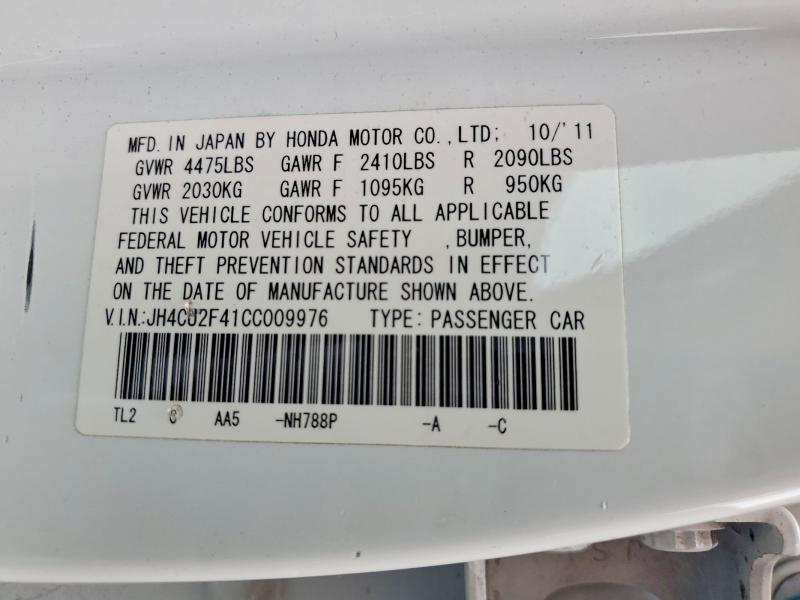 MFD. IN JAPAN BY HONDA MOTOR CO., LTD; 10/'11
GVWR 4475LBS GAWR F 2410LBS R 2090LBS
GVWR 2030KG GAWR F 1095KG R 950KG
THIS VEHICLE CONFORMS TO ALL APPLICABLE
FEDERAL MOTOR VEHICLE SAFETY , BUMPER,
AND THEFT PREVENTION STANDARDS IN EFFECT
ON THE DATE OF MANUFACTURE SHOWN ABOVE.
V.I.N.:JH4CU2F41CC009976 TYPE: PASSENGER CAR
TL2 AA5 -NH788P -A -C